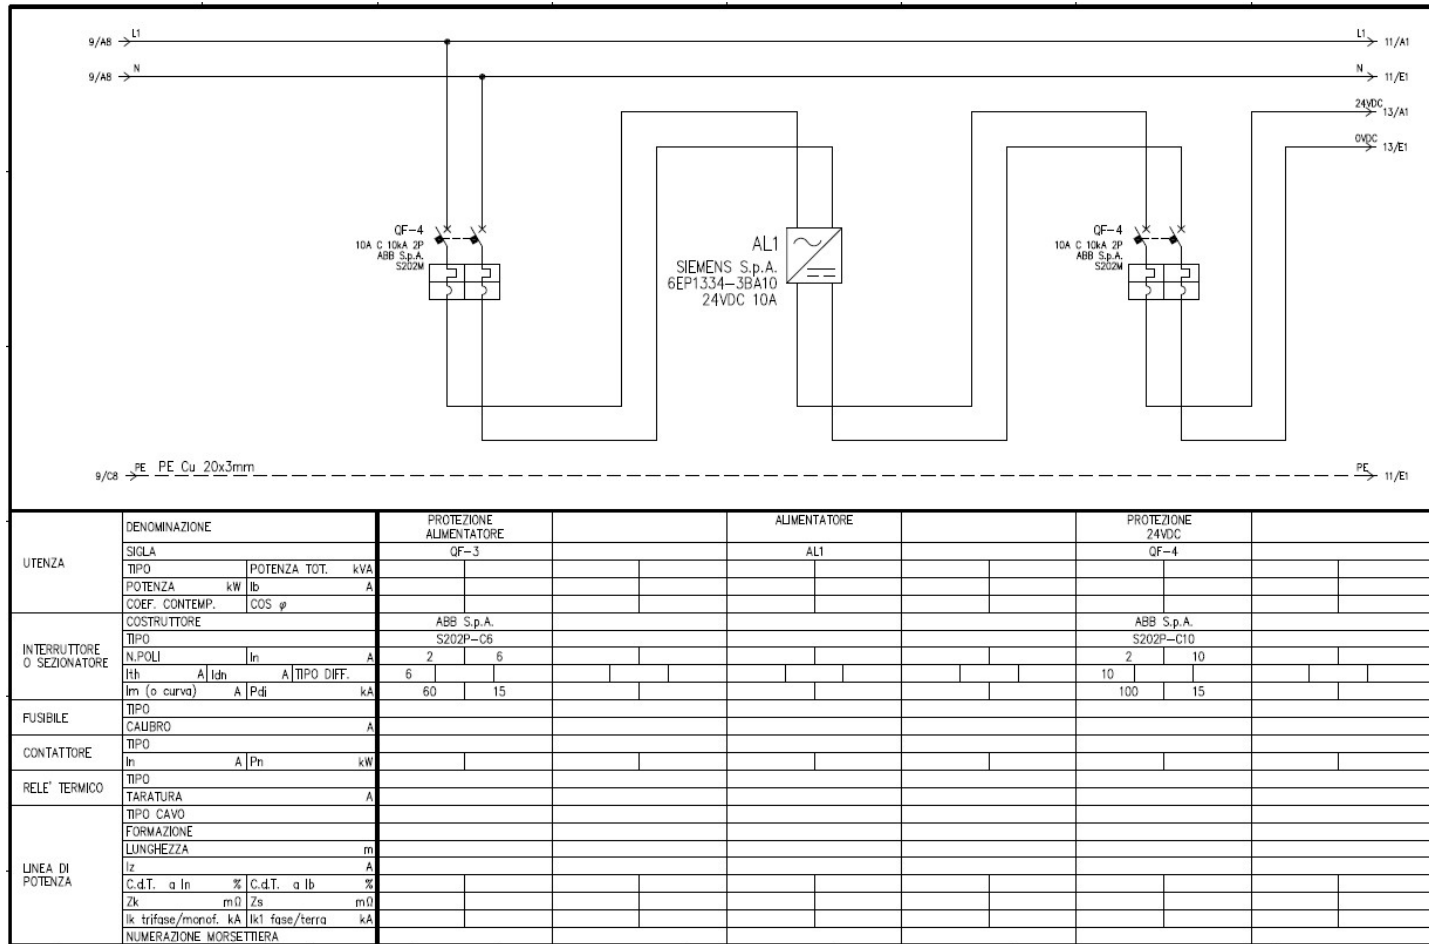 9/A8 L1 L1 11/A1
9/A8 N N 11/E1
24VDC 13/A1
0VDC 13/E1
QF-4
10A C 10kA 2P
ABB S.p.A.
S202M
AL1
SIEMENS S.p.A.
6EP1334-3BA10
24VDC 10A
QF-4
10A C 10kA 2P
ABB S.p.A.
S202M
9/C8 PE PE Cu 20x3mm PE 11/E1
UTENZA
DENOMINAZIONE PROTEZIONE ALIMENTATORE ALIMENTATORE PROTEZIONE 24VDC
SIGLA QF-3 AL1 QF-4
TIPO POTENZA TOT. kVA
POTENZA kW Ib A
COEF. CONTEMP. COS φ
INTERRUTTORE
O SEZIONATORE
COSTRUTTORE ABB S.p.A. ABB S.p.A.
TIPO S202P-C6 S202P-C10
N.POLI In A 2 6 2 10
Ith A Idn A TIPO DIFF. 6 10
Im (o curva) A Pdi kA 60 15 100 15
FUSIBILE
TIPO
CALIBRO A
CONTATTORE
TIPO
In A Pn kW
RELE' TERMICO
TIPO
TARATURA A
LINEA DI
POTENZA
TIPO CAVO
FORMAZIONE
LUNGHEZZA m
Iz A
C.d.T. a In % C.d.T. a Ib %
Zk mΩ Zs mΩ
Ik trifase/monof. kA Ik1 fase/terra kA
NUMERAZIONE MORSETTIERA